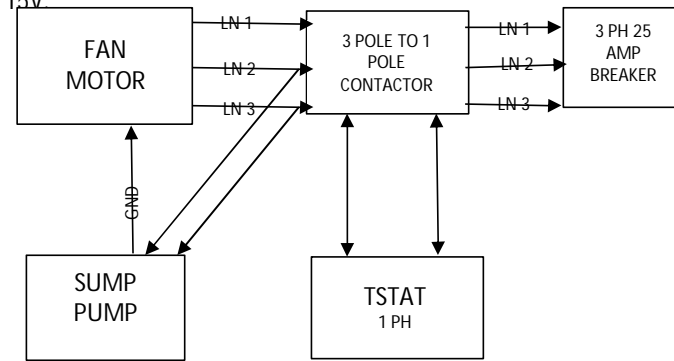 15V.
FAN
MOTOR
LN 1
LN 2
LN 3
3 POLE TO 1
POLE
CONTACTOR
LN 1
LN 2
LN 3
3 PH 25
AMP
BREAKER
GND
SUMP
PUMP
TSTAT
1 PH